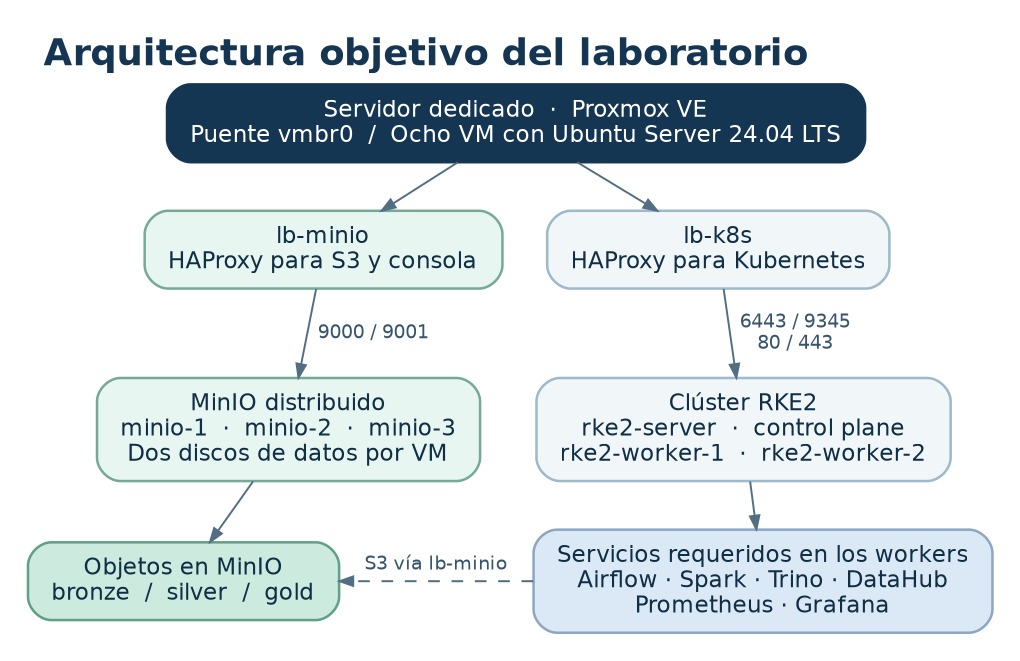 Arquitectura objetivo del laboratorio
Servidor dedicado · Proxmox VE
Puente vmbr0 / Ocho VM con Ubuntu Server 24.04 LTS
lb-minio
HAProxy para S3 y consola
lb-k8s
HAProxy para Kubernetes
9000 / 9001
6443 / 9345
80 / 443
MinIO distribuido
minio-1 · minio-2 · minio-3
Dos discos de datos por VM
Clúster RKE2
rke2-server · control plane
rke2-worker-1 · rke2-worker-2
Objetos en MinIO
bronze / silver / gold
S3 vía lb-minio
Servicios requeridos en los workers
Airflow · Spark · Trino · DataHub
Prometheus · Grafana